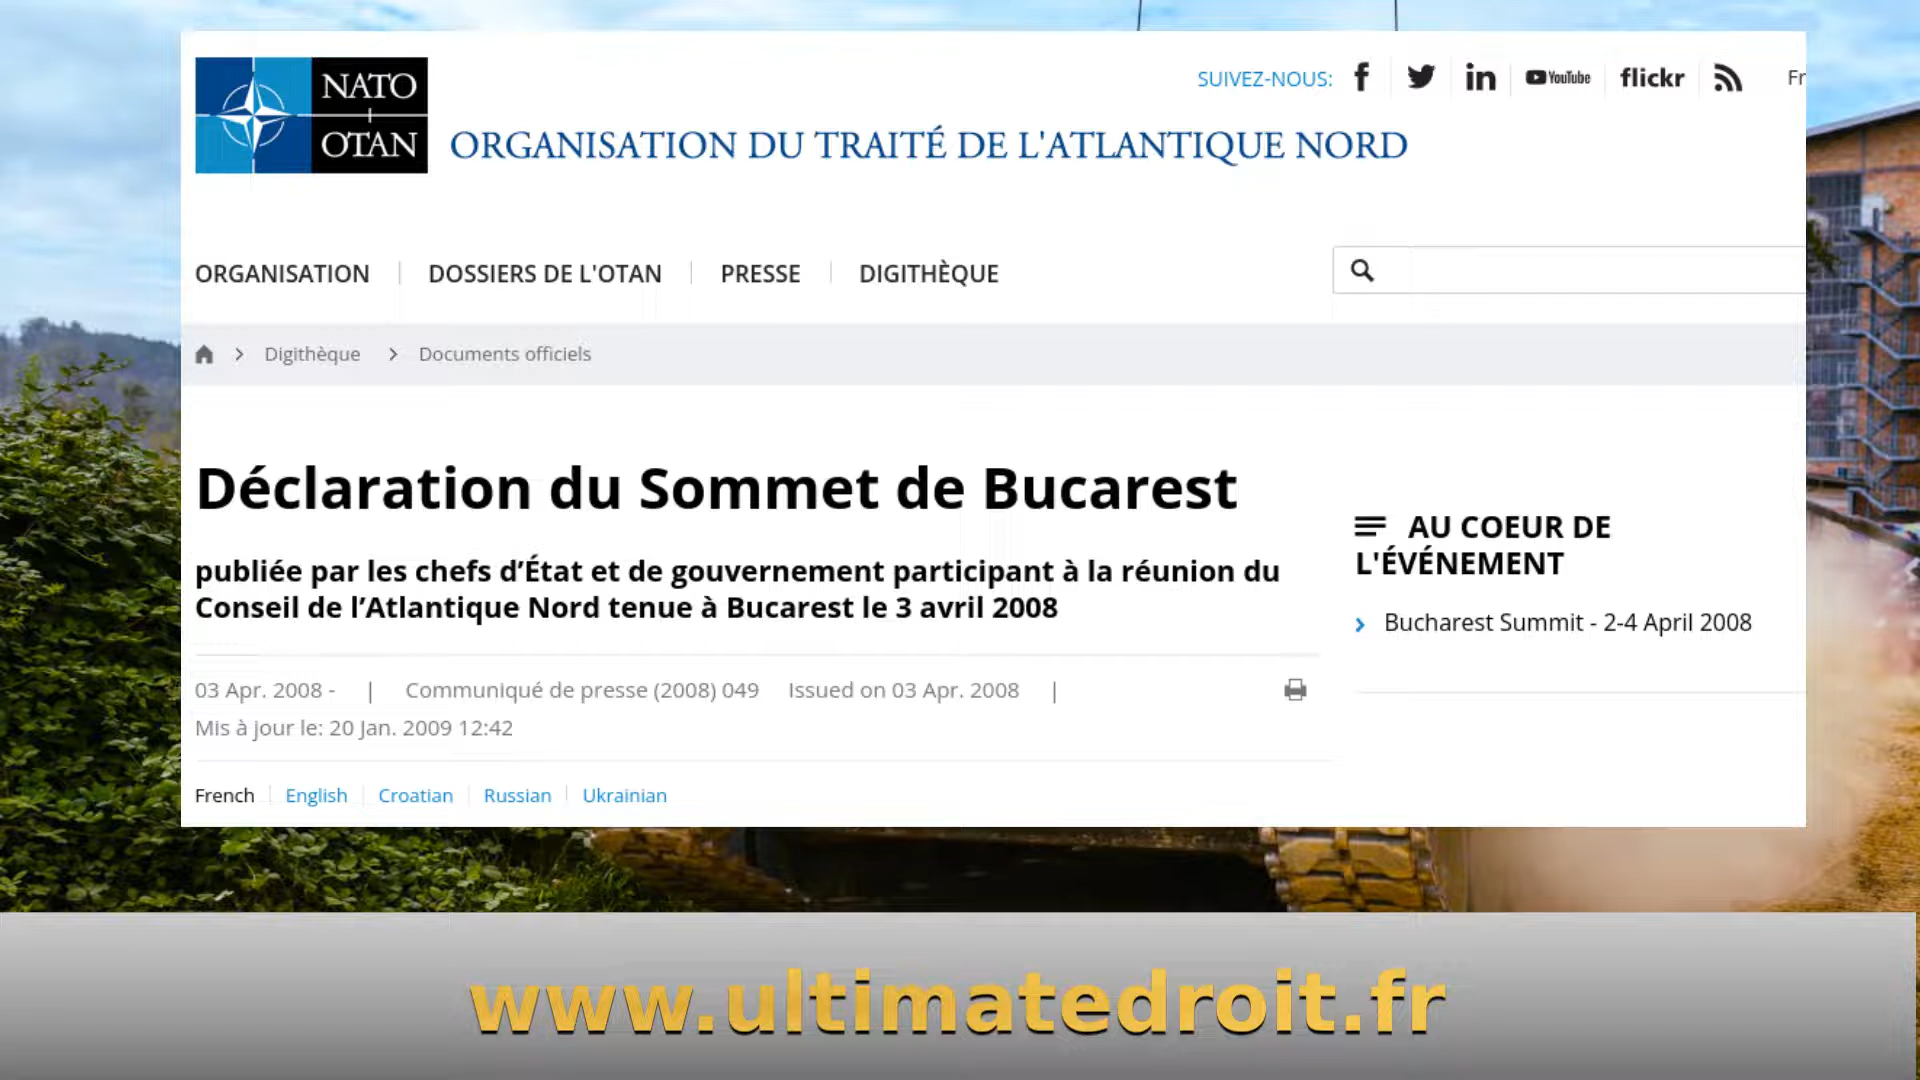 NATO
OTAN
ORGANISATION DU TRAITÉ DE L'ATLANTIQUE NORD
SUIVEZ-NOUS:
YouTube
flickr
Fr
ORGANISATION
DOSSIERS DE L'OTAN
PRESSE
DIGITHÈQUE
Digithèque
Documents officiels
Déclaration du Sommet de Bucarest
publiée par les chefs d’État et de gouvernement participant à la réunion du
Conseil de l’Atlantique Nord tenue à Bucarest le 3 avril 2008
03 Apr. 2008 - | Communiqué de presse (2008) 049 Issued on 03 Apr. 2008 |
Mis à jour le: 20 Jan. 2009 12:42
French | English | Croatian | Russian | Ukrainian
AU COEUR DE
L'ÉVÉNEMENT
Bucharest Summit - 2-4 April 2008
www.ultimatedroit.fr